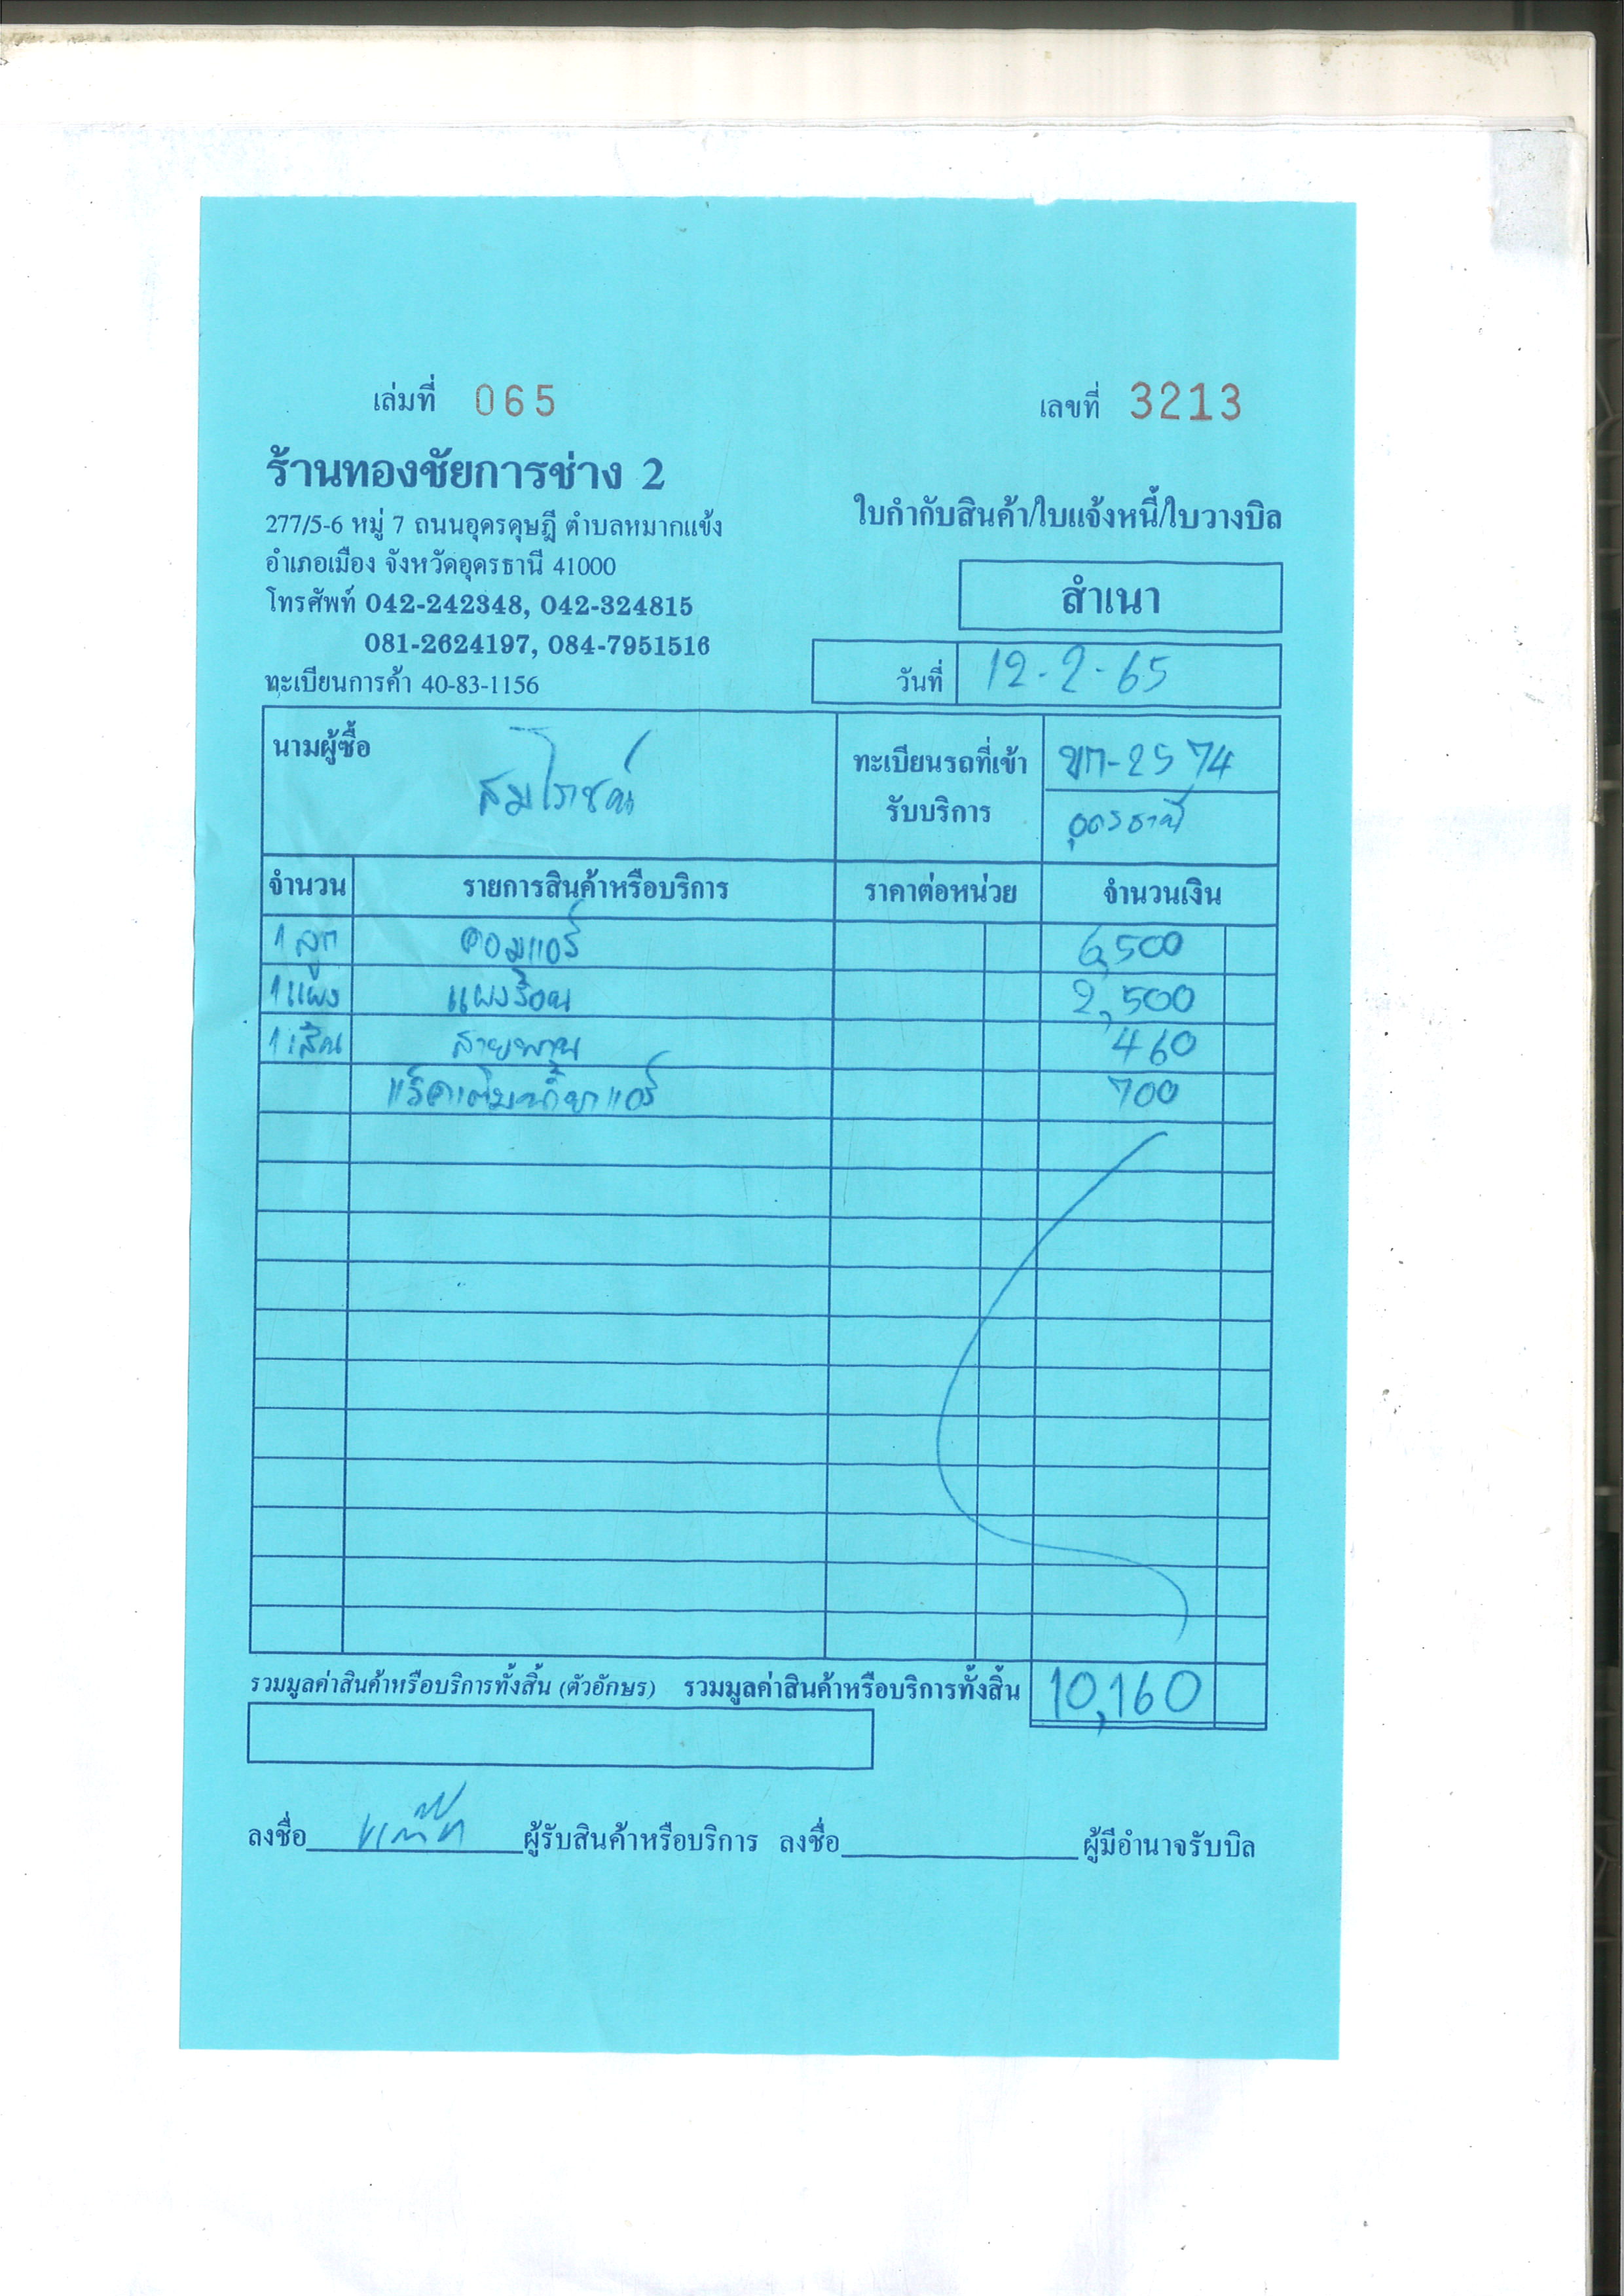 เล่มที่ 065
เลขที่ 3213
ร้านทองชัยการช่าง 2
277/5-6 หมู่ 7 ถนนอุดรดุษฎี ตำบลหมากแข้ง
อำเภอเมือง จังหวัดอุดรธานี 41000
โทรศัพท์ 042-242348, 042-324815
081-2624197, 084-7951516
ทะเบียนการค้า 40-83-1156
ใบกำกับสินค้า/ใบแจ้งหนี้/ใบวางบิล
สำเนา
วันที่ 12-2-65
นามผู้ซื้อ
ทะเบียนรถที่เข้า
รับบริการ
2574
อุดรธานี
จำนวน รายการสินค้าหรือบริการ ราคาต่อหน่วย จำนวนเงิน
1 ลูก คอมแอร์ 6,500
1 แผง แผงร้อน 2,500
1 เส้น สายพาน 460
แอร์ 700
รวมมูลค่าสินค้าหรือบริการทั้งสิ้น (ตัวอักษร) รวมมูลค่าสินค้าหรือบริการทั้งสิ้น 10,160
ลงชื่อ ผู้รับสินค้าหรือบริการ ลงชื่อ ผู้มีอำนาจรับบิล